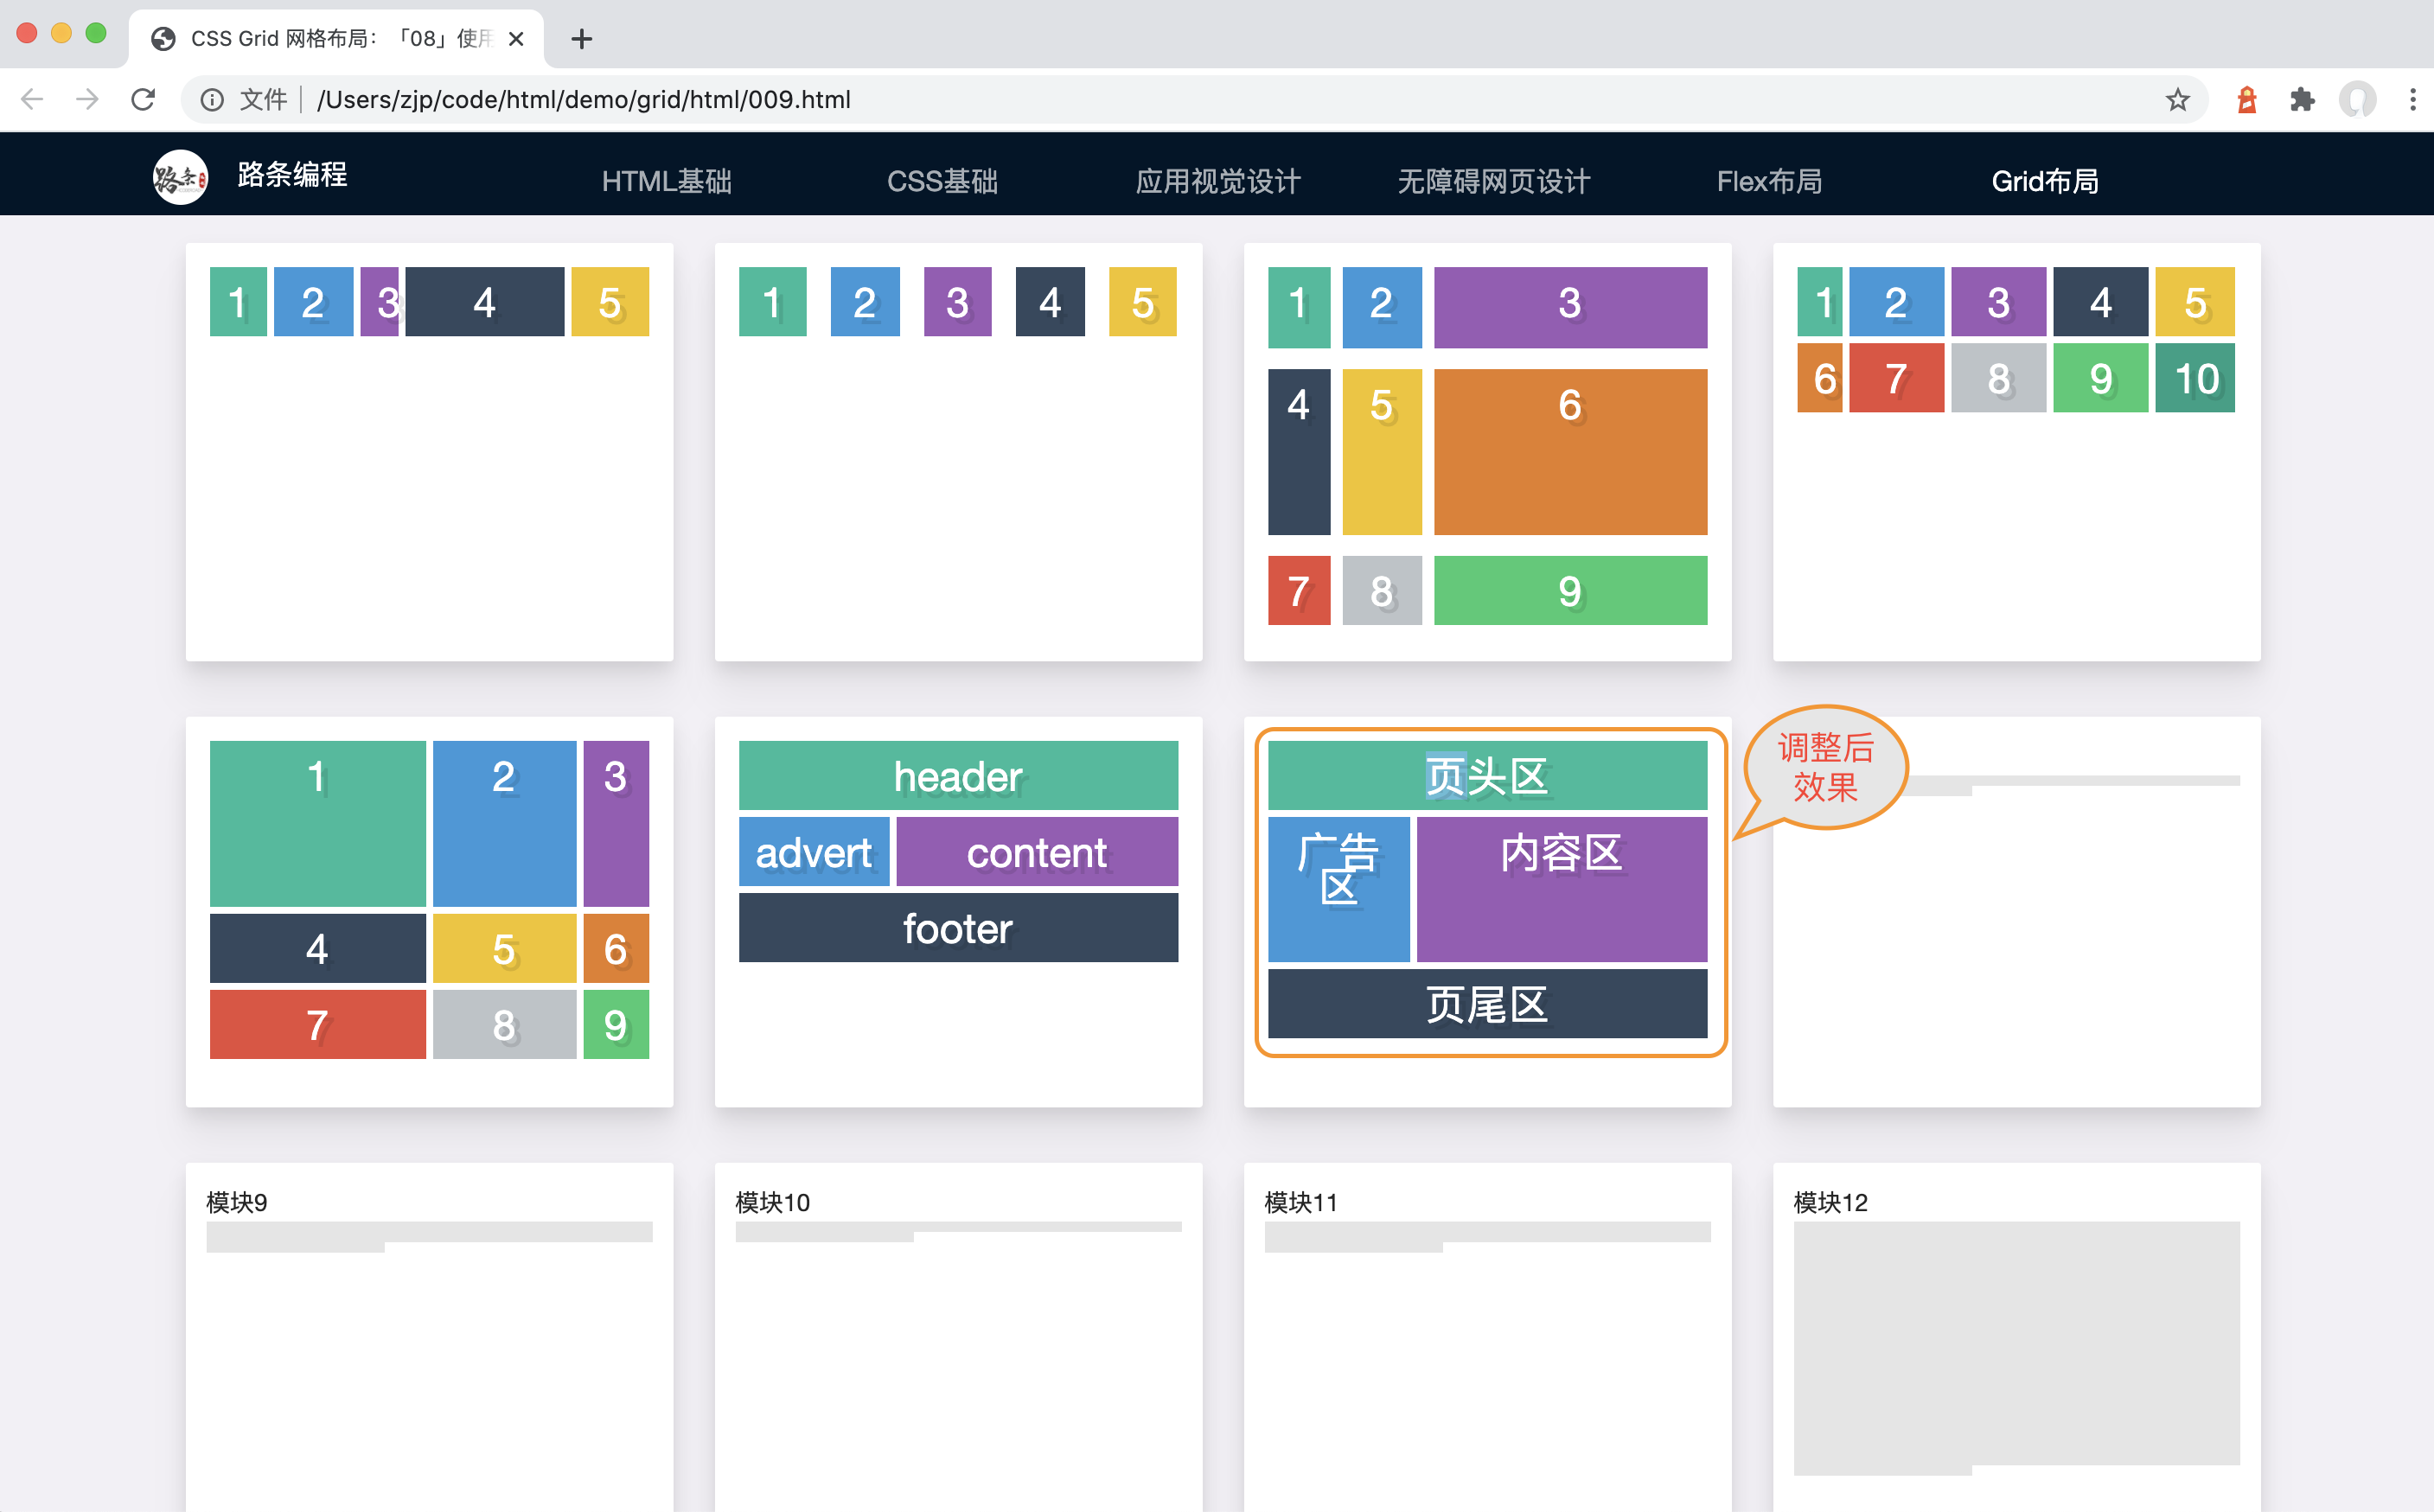 CSS Grid 网格布局：「08」使用
文件 /Users/zjp/code/html/demo/grid/html/009.html
路条 路条编程 HTML基础 CSS基础 应用视觉设计 无障碍网页设计 Flex布局 Grid布局
1 2 3 4 5
1 2 3 4 5
1 2 3
4 5 6
7 8 9
1 2 3 4 5
6 7 8 9 10
1 2 3
4 5 6
7 8 9
header
advert content
footer
页头区
广告
区
内容区
页尾区
调整后
效果
模块9
模块10
模块11
模块12